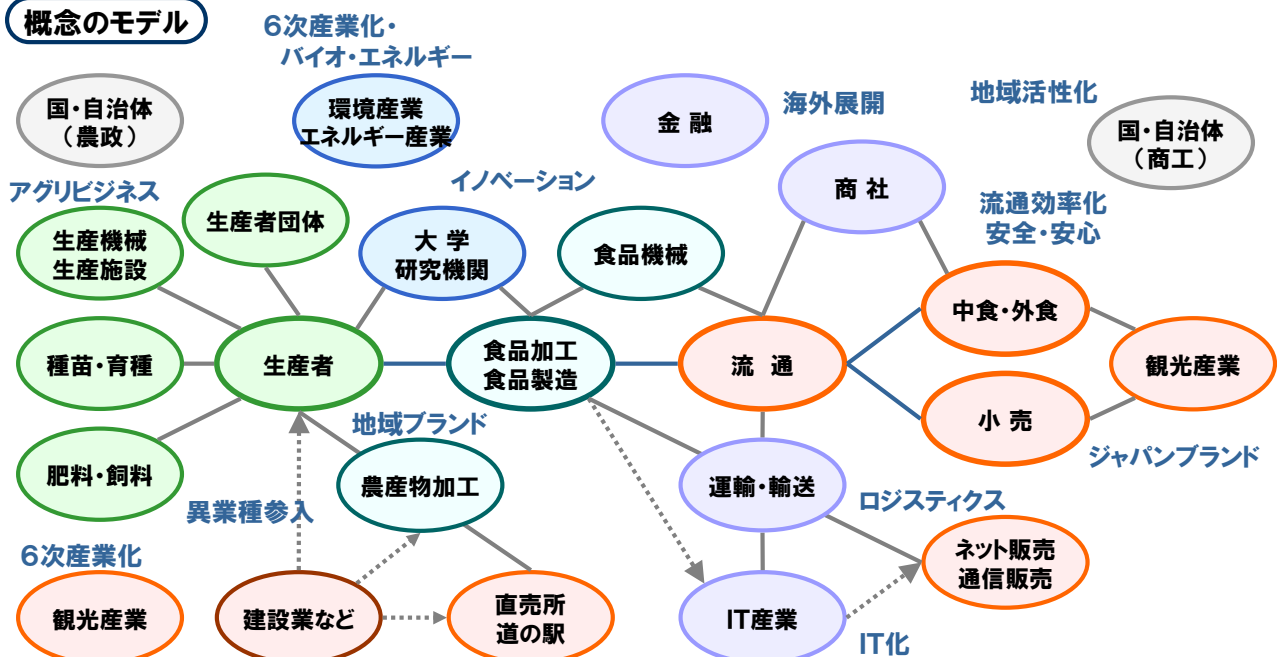 概念のモデル
6次産業化・
バイオ・エネルギー
国・自治体
（農政）
環境産業
エネルギー産業
金 融
海外展開
地域活性化
国・自治体
（商工）
アグリビジネス
生産機械
生産施設
生産者団体
イノベーション
大 学
研究機関
食品機械
商 社
流通効率化
安全・安心
種苗・育種
生産者
食品加工
食品製造
流 通
中食・外食
観光産業
小 売
ジャパンブランド
肥料・飼料
地域ブランド
農産物加工
異業種参入
運輸・輸送
ロジスティクス
ネット販売
通信販売
6次産業化
観光産業
建設業など
直売所
道の駅
IT産業
IT化